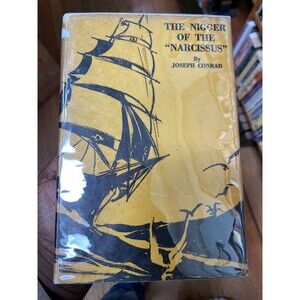 THE NIGGER
OF THE
"NARCISSUS"
By
JOSEPH CONRAD